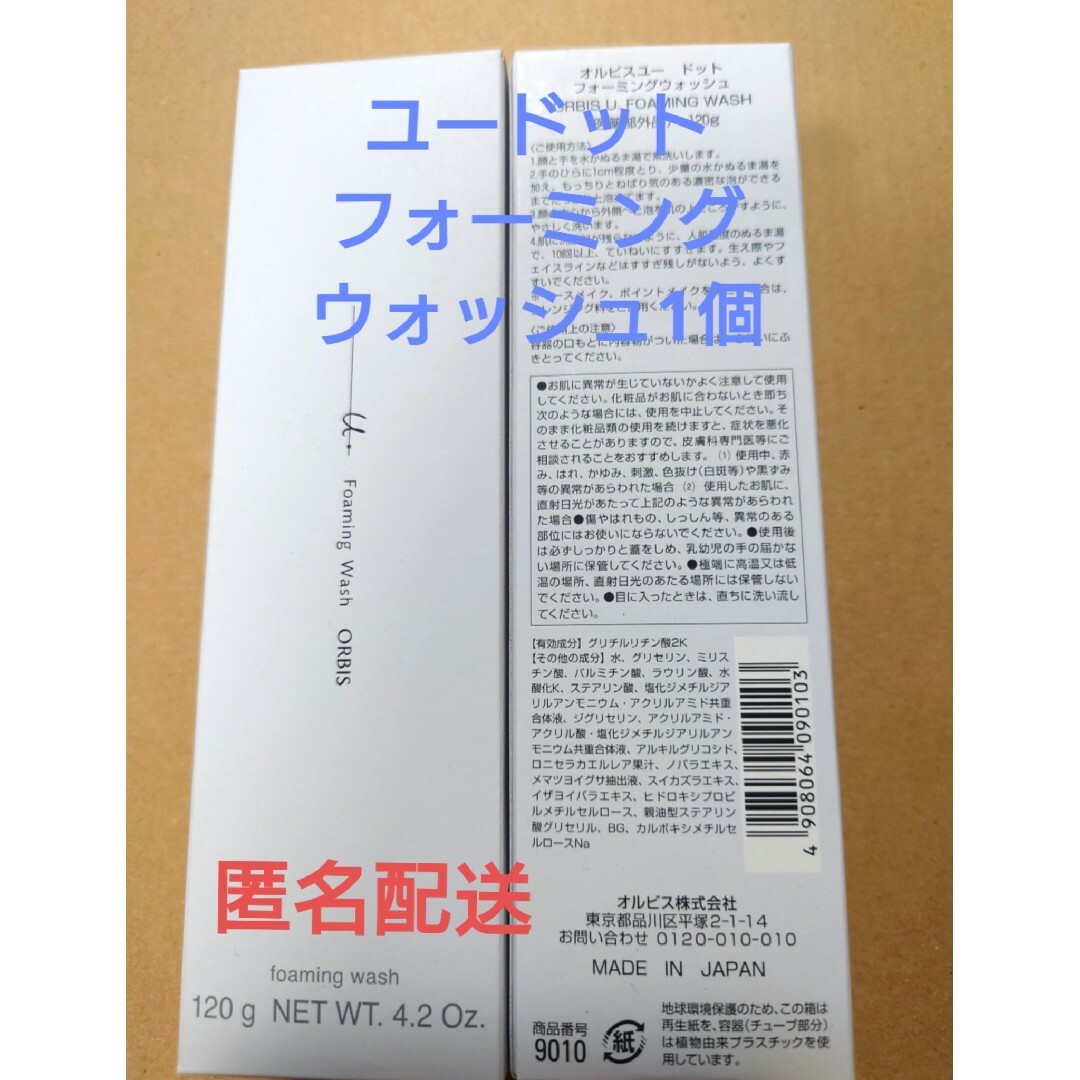 ユードット
フォーミング
ウォッシュ1個
匿名配送
u.
Foaming Wash ORBIS
foaming wash
120 g NET WT. 4.2 Oz.
オルビスユー ドット
フォーミングウォッシュ
ORBIS U. FOAMING WASH
120g
〈ご使用方法〉
1.顔と手を水かぬるま湯で素洗いします。
2.手のひらに1cm程度とり、少量の水かぬるま湯を
加え、もっちりとねばり気のある濃密な泡ができる
まで
やさしく洗います。
で、10回以上、ていねいにすすぎます。生え際やフ
ェイスラインなどはすすぎ残しがないよう、よくす
すいでください。
〈ご使用上の注意〉
きとってください。
●お肌に異常が生じていないかよく注意して使用
してください。化粧品がお肌に合わないとき即ち
次のような場合には、使用を中止してください。そ
のまま化粧品類の使用を続けますと、症状を悪化
させることがありますので、皮膚科専門医等にご
相談されることをおすすめします。(1)使用中、赤
み、はれ、かゆみ、刺激、色抜け(白斑等)や黒ずみ
等の異常があらわれた場合(2)使用したお肌に、
直射日光があたって上記のような異常があらわれ
た場合●傷やはれもの、しっしん等、異常のある
部位にはお使いにならないでください。●使用後
は必ずしっかりと蓋をしめ、乳幼児の手の届かな
い場所に保管してください。●極端に高温又は低
温の場所、直射日光のあたる場所には保管しない
でください。●目に入ったときは、直ちに洗い流し
てください。
【有効成分】グリチルリチン酸2K
【その他の成分】水、グリセリン、ミリス
チン酸、パルミチン酸、ラウリン酸、水
酸化K、ステアリン酸、塩化ジメチルジア
リルアンモニウム・アクリルアミド共重
合体液、ジグリセリン、アクリルアミド・
アクリル酸・塩化ジメチルジアリルアン
モニウム共重合体液、アルキルグリコシド、
ロニセラカエルレア果汁、ノバラエキス、
メマツヨイグサ抽出液、スイカズラエキス、
イザヨイバラエキス、ヒドロキシプロピ
ルメチルセルロース、親油型ステアリン
酸グリセリル、BG、カルボキシメチルセ
ルロースNa
4 908064 090103
オルビス株式会社
東京都品川区平塚2-1-14
お問い合わせ 0120-010-010
MADE IN JAPAN
商品番号
9010
紙
地球環境保護のため、この箱は
再生紙を、容器(チューブ部分)
は植物由来プラスチックを使
用しています。